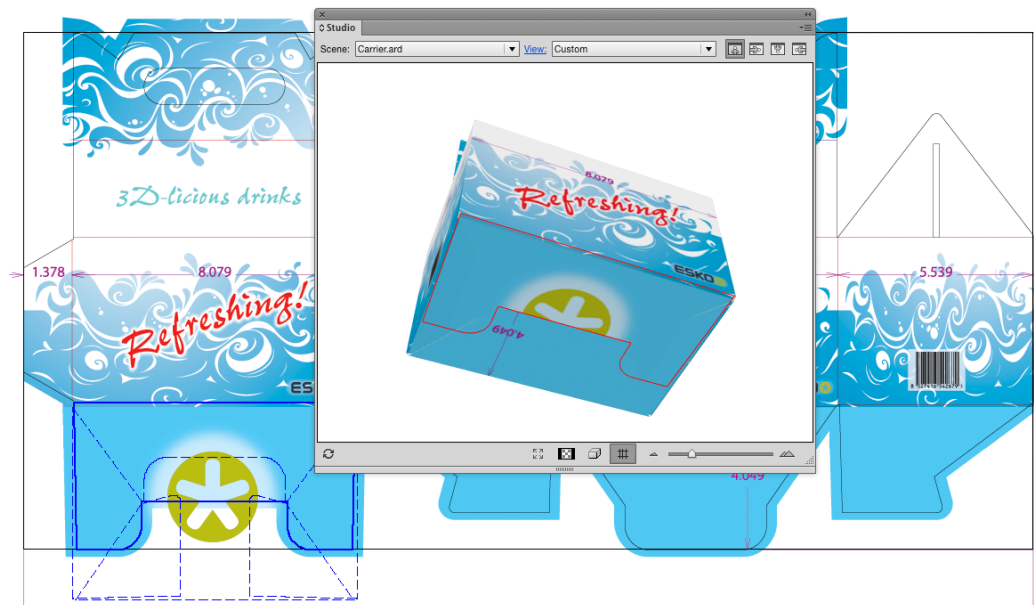 Studio
Scene: Carrier.ard View: Custom
8.079
Refreshing!
ESKO
4.049
3D-licious drinks
1.378 8.079 5.539
Refreshing!
ES
4.049